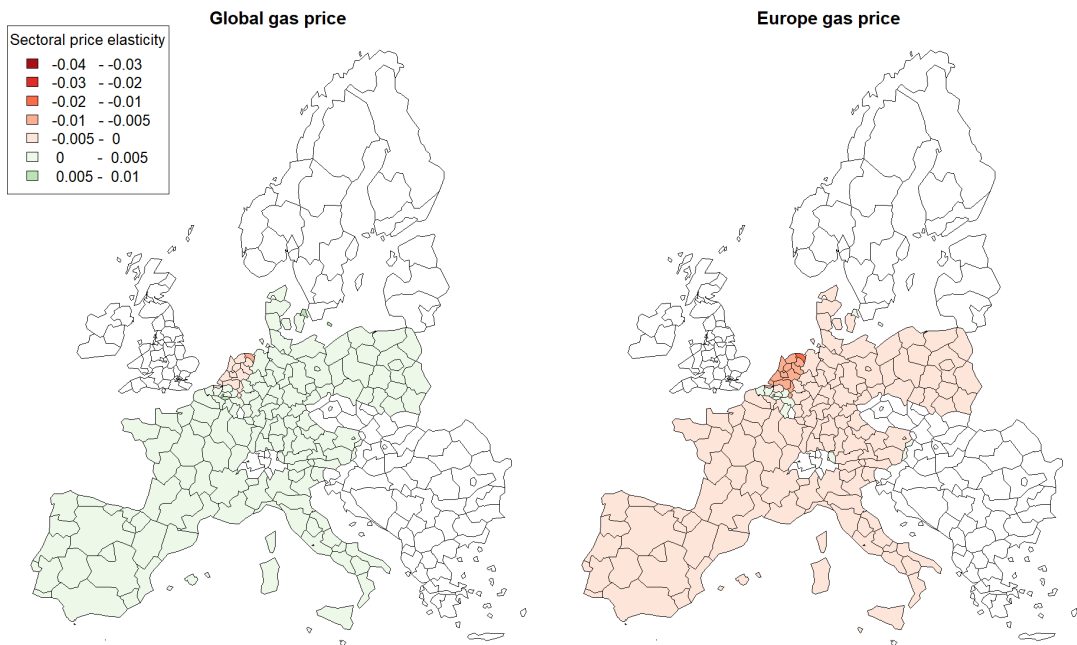 Global gas price
Europe gas price
Sectoral price elasticity
-0.04 - -0.03
-0.03 - -0.02
-0.02 - -0.01
-0.01 - -0.005
-0.005 - 0
0 - 0.005
0.005 - 0.01